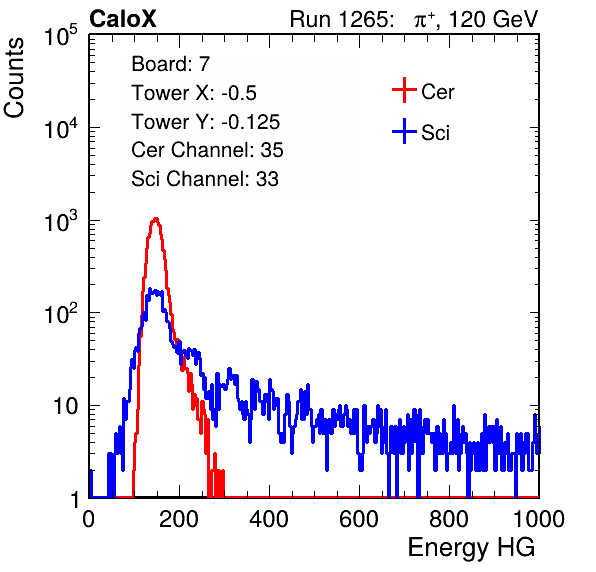 CaloX Run 1265: π⁺, 120 GeV
Counts
10⁵
10⁴
10³
10²
10
1
Board: 7
Tower X: -0.5
Tower Y: -0.125
Cer Channel: 35
Sci Channel: 33
Cer
Sci
0 200 400 600 800 1000
Energy HG